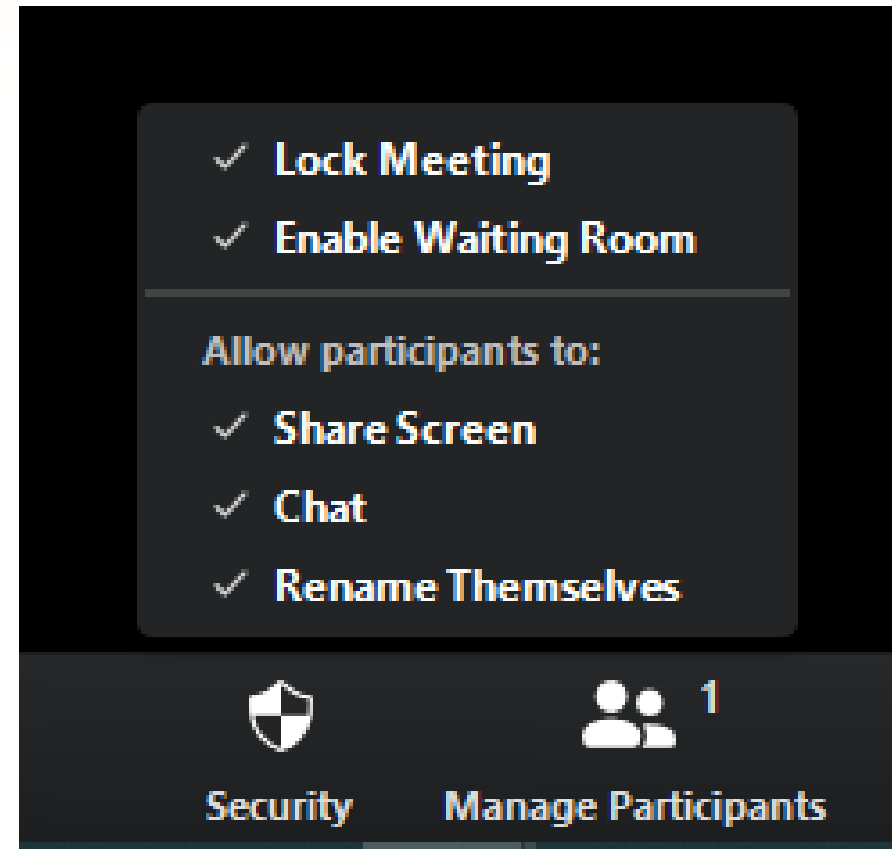 Lock Meeting
Enable Waiting Room
Allow participants to:
Share Screen
Chat
Rename Themselves
1
Security Manage Participants